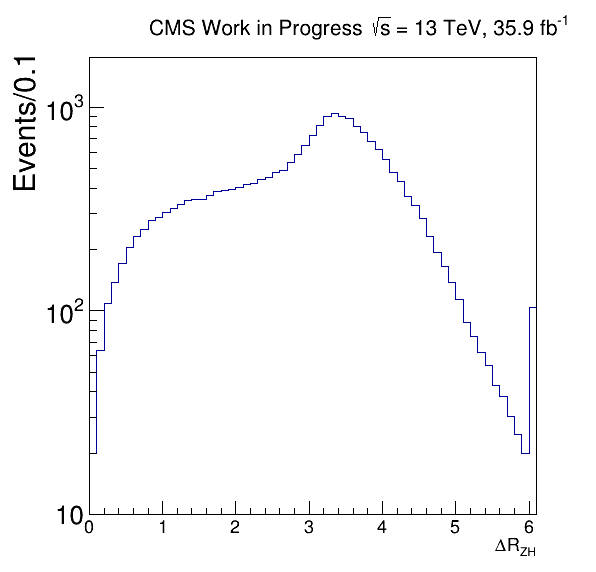 CMS Work in Progress √s = 13 TeV, 35.9 fb⁻¹
Events/0.1
10³
10²
10
0 1 2 3 4 5 6
ΔR_ZH